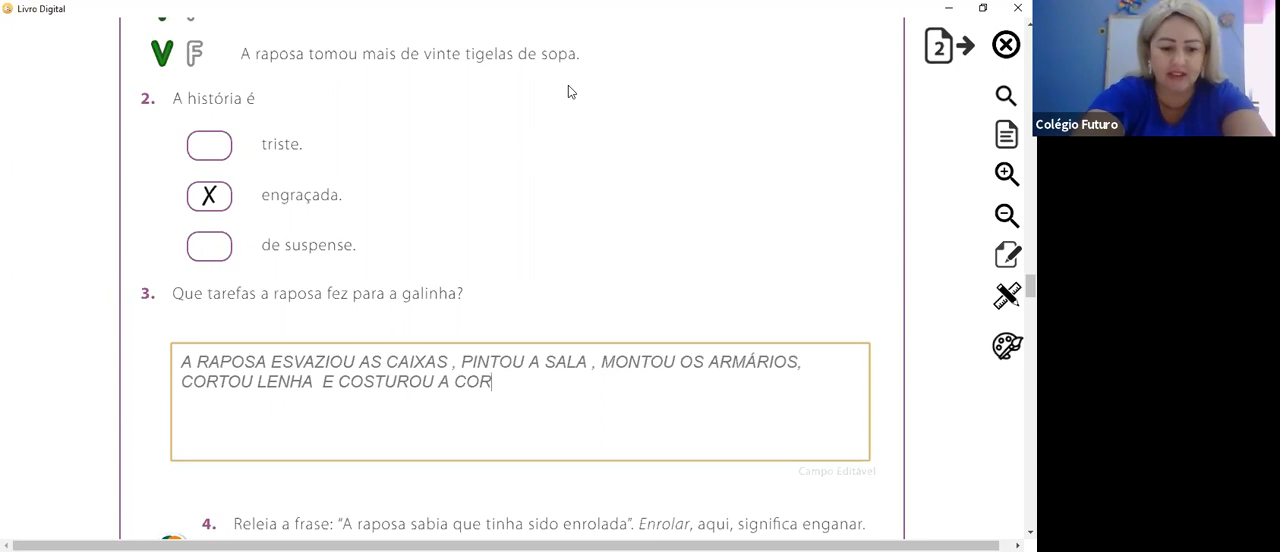 Livro Digital
V F A raposa tomou mais de vinte tigelas de sopa.
2
Colégio Futuro
2. A história é
triste.
X engraçada.
de suspense.
3. Que tarefas a raposa fez para a galinha?
A RAPOSA ESVAZIOU AS CAIXAS , PINTOU A SALA , MONTOU OS ARMÁRIOS,
CORTOU LENHA E COSTUROU A COR
Campo Editável
4. Releia a frase: “A raposa sabia que tinha sido enrolada”. Enrolar, aqui, significa enganar.